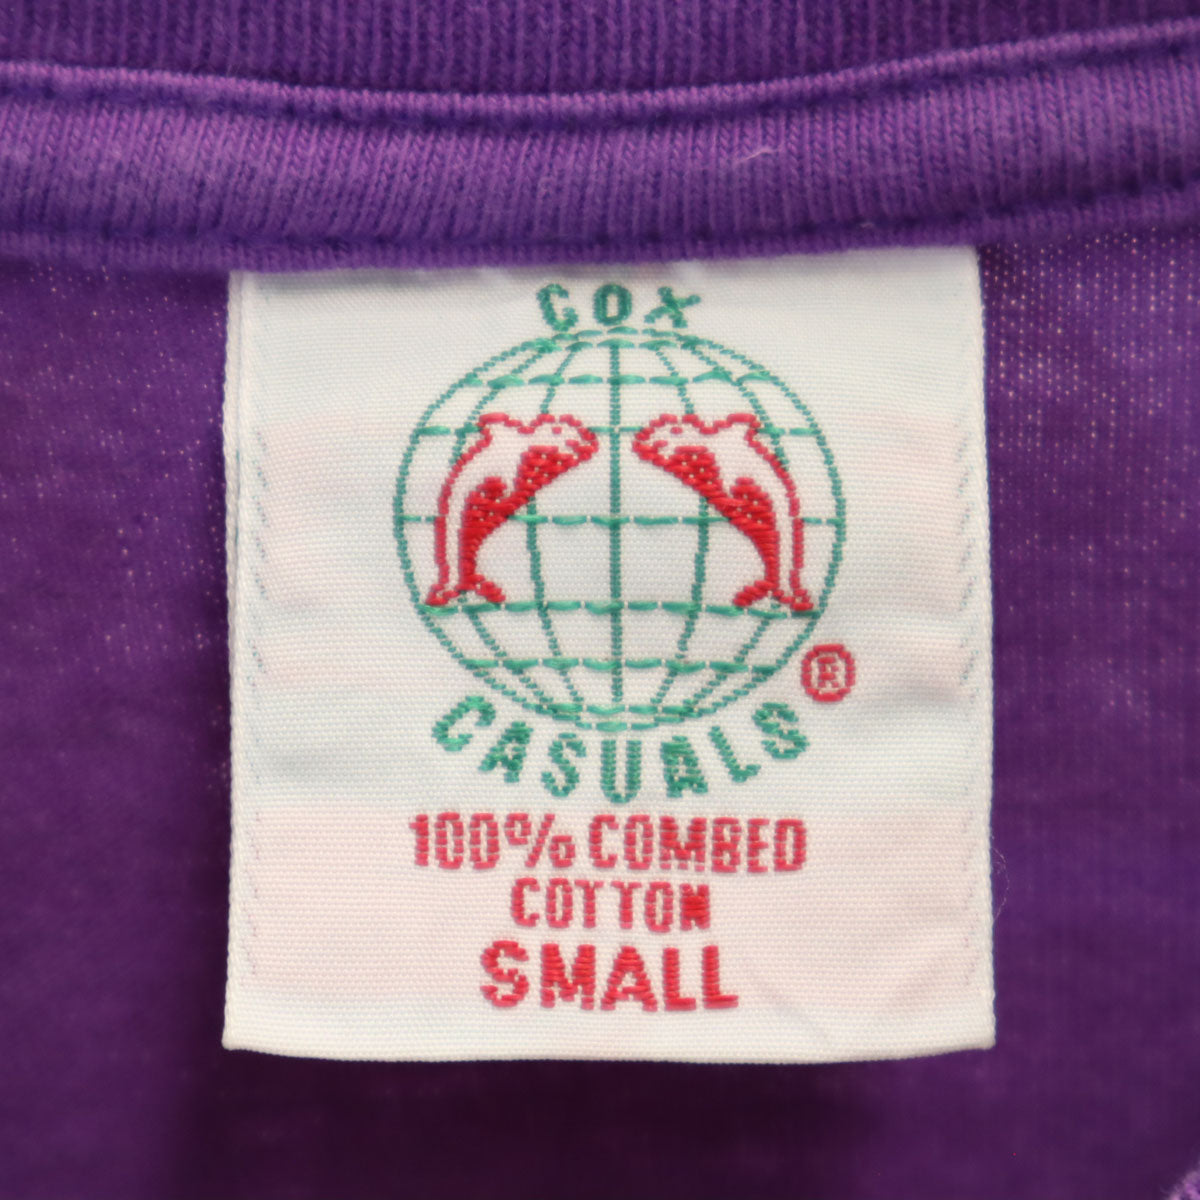 COX
CASUALS®
100% COMBED
COTTON
SMALL